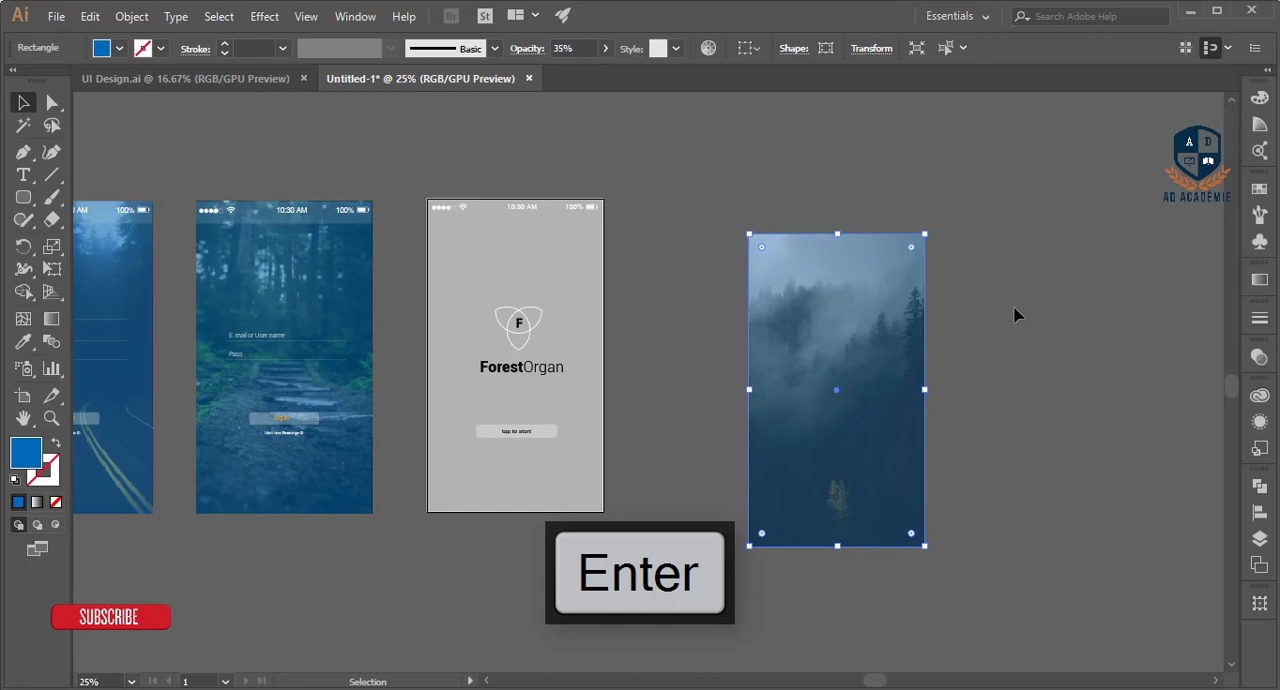 Ai File Edit Object Type Select Effect View Window Help Br St Essentials Search Adobe Help
Rectangle Stroke: Basic Opacity: 35% Style: Shape: Transform
UI Design.ai @ 16.67% (RGB/GPU Preview) × Untitled-1* @ 25% (RGB/GPU Preview) ×
A D
AD ACADEMIE
AM 100%
10:30 AM 100%
10:30 AM 100%
E mail or User name
Pass
F
ForestOrgan
tap to start
Enter
SUBSCRIBE
25% 1 Selection